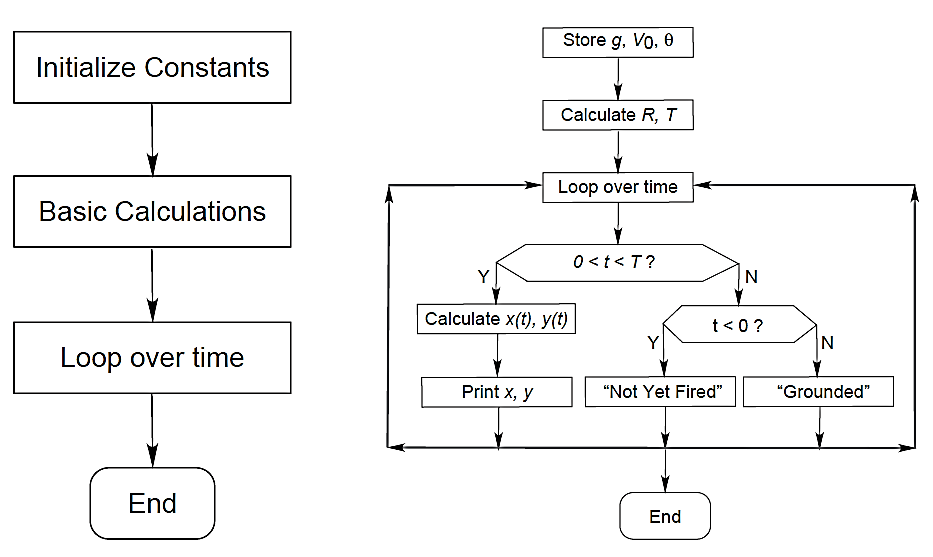 Initialize Constants
Basic Calculations
Loop over time
End
Store g, V0, θ
Calculate R, T
Loop over time
0 < t < T ?
Y
N
Calculate x(t), y(t)
t < 0 ?
Y
N
Print x, y
“Not Yet Fired”
“Grounded”
End